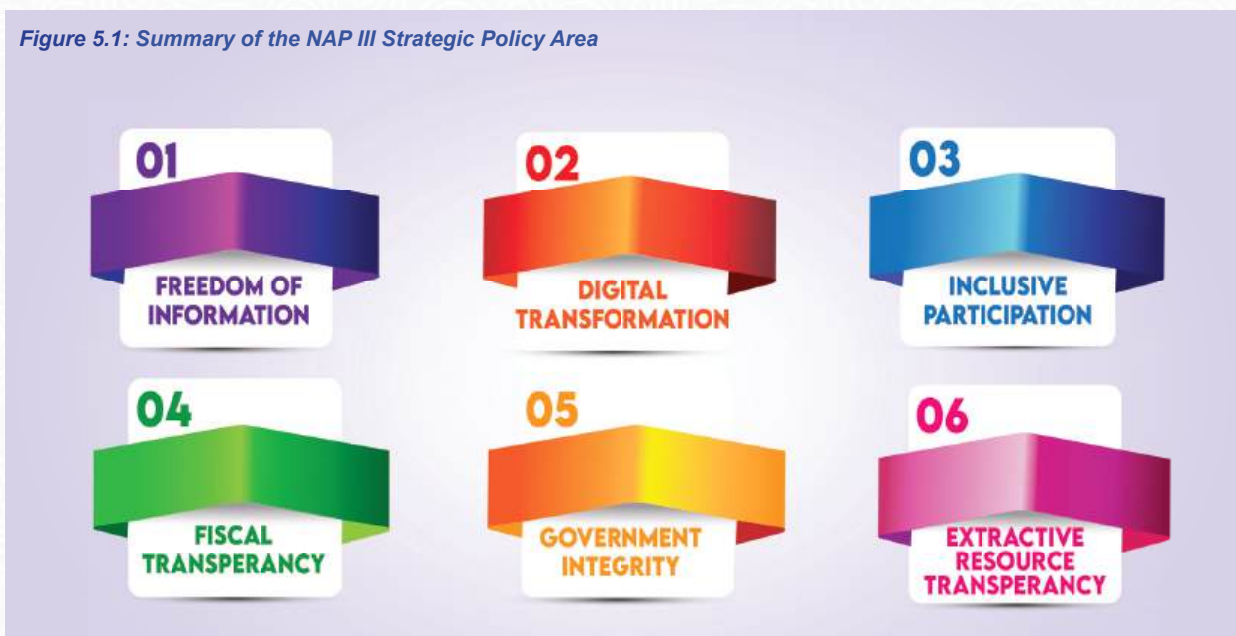 Figure 5.1: Summary of the NAP III Strategic Policy Area
01
FREEDOM OF
INFORMATION
02
DIGITAL
TRANSFORMATION
03
INCLUSIVE
PARTICIPATION
04
FISCAL
TRANSPERANCY
05
GOVERNMENT
INTEGRITY
06
EXTRACTIVE
RESOURCE
TRANSPERANCY